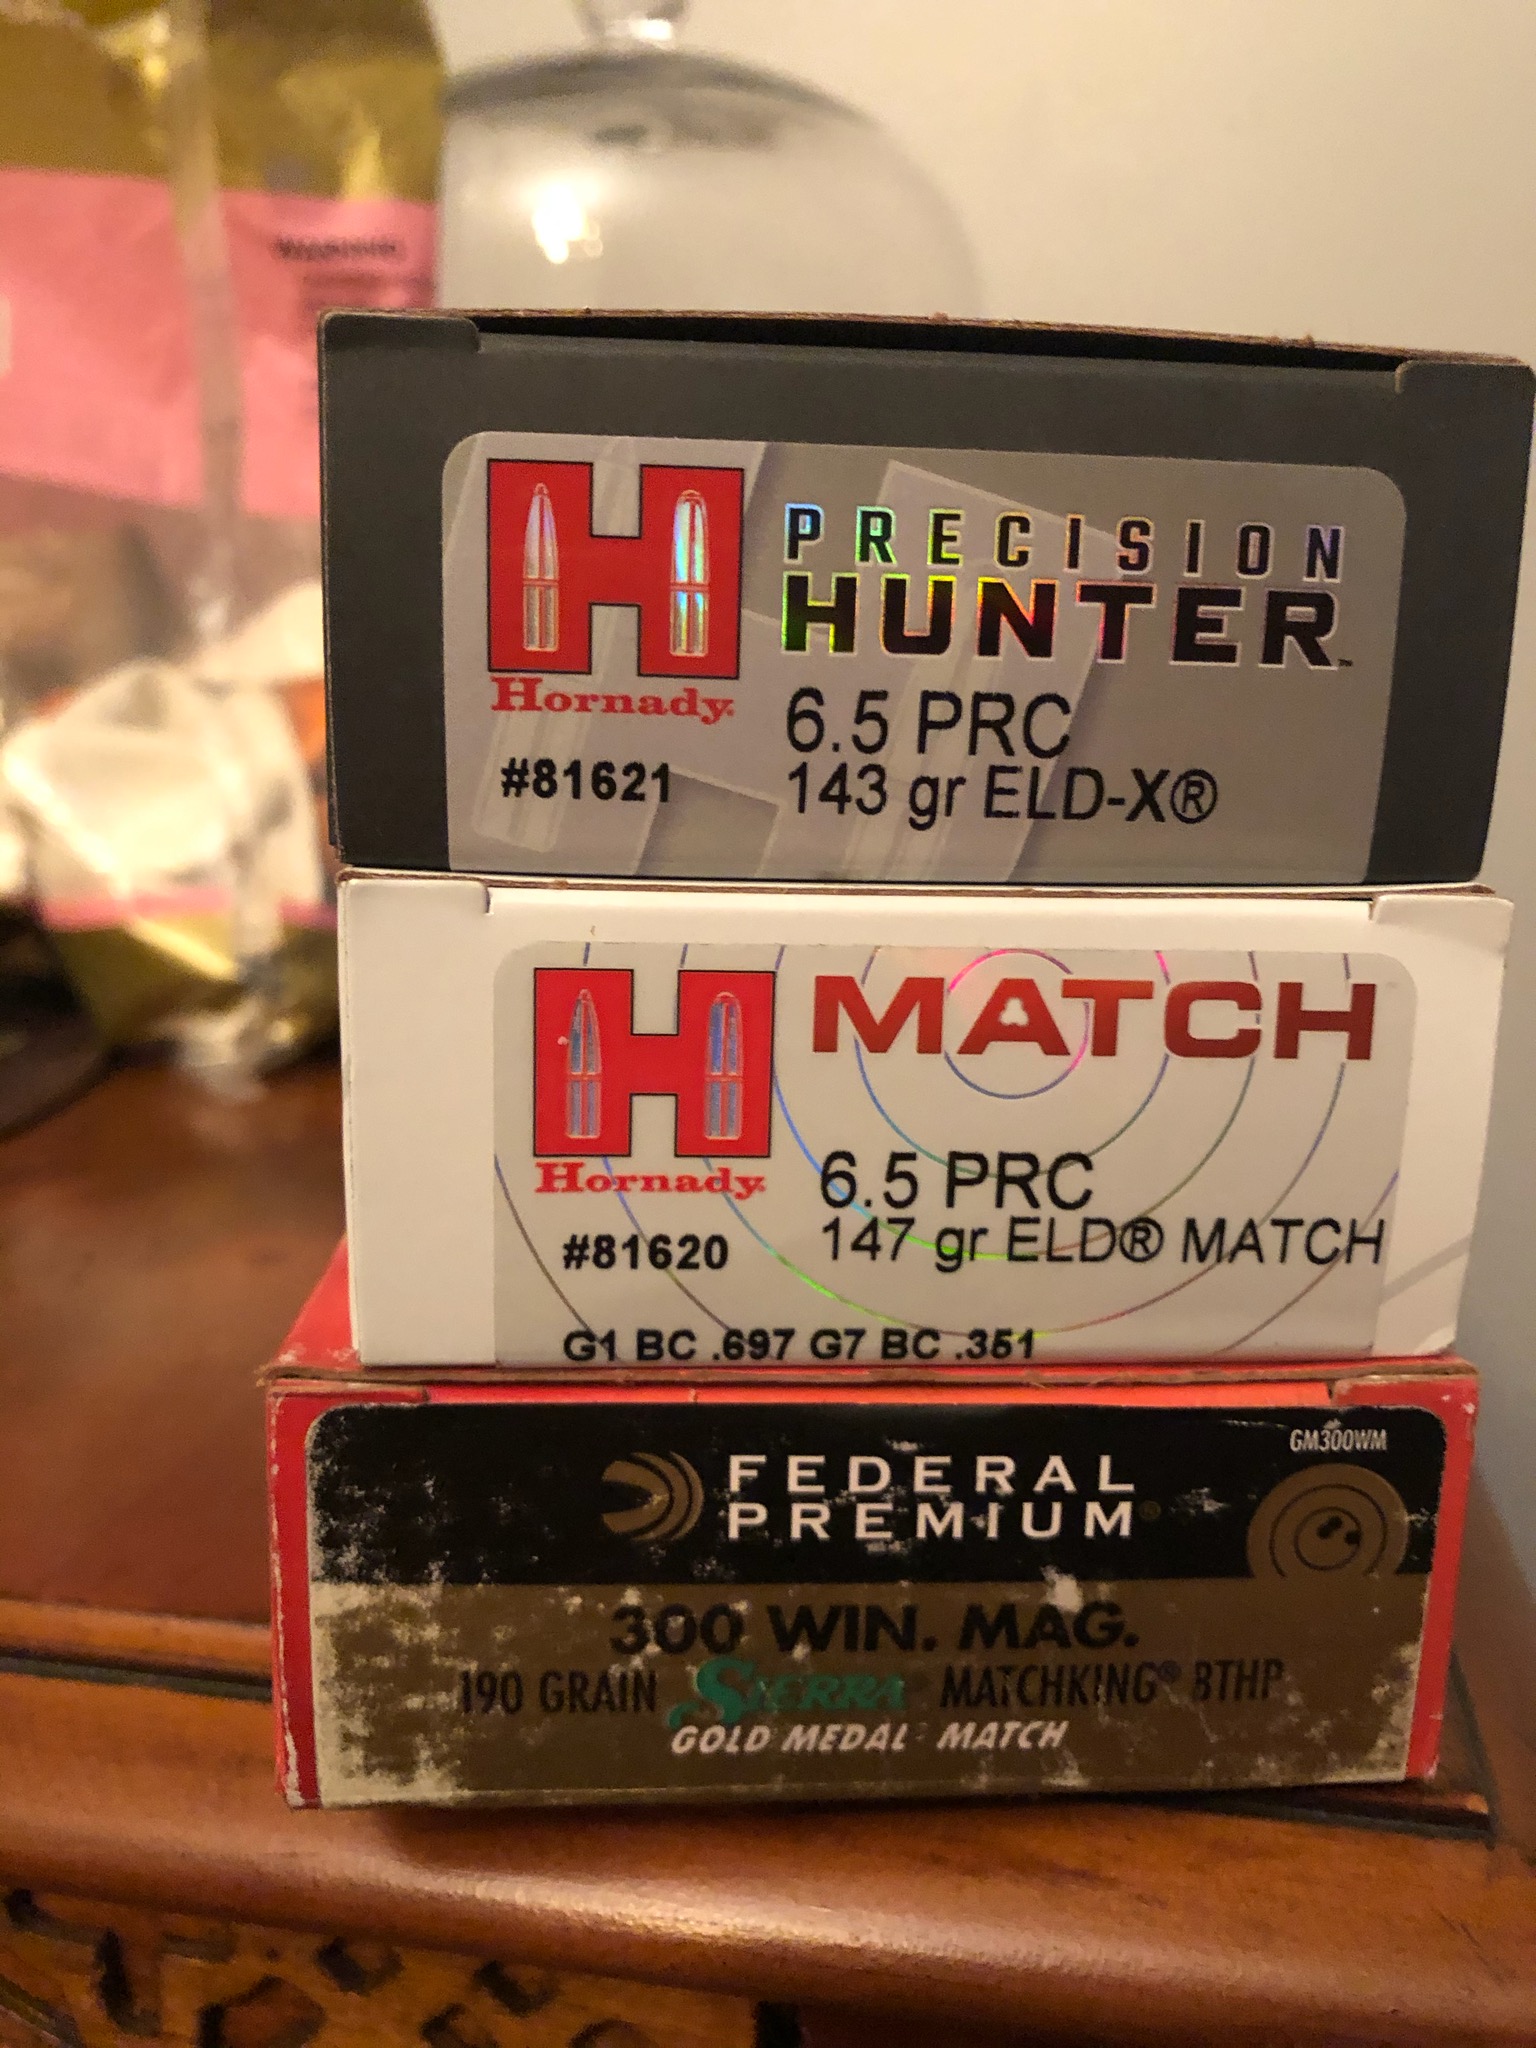 PRECISION
HUNTER™
Hornady
6.5 PRC
#81621
143 gr ELD-X®
MATCH
Hornady
6.5 PRC
#81620
147 gr ELD® MATCH
G1 BC .697 G7 BC .351
GM300WM
FEDERAL
PREMIUM®
300 WIN. MAG.
190 GRAIN SIERRA MATCHKING® BTHP
GOLD MEDAL MATCH